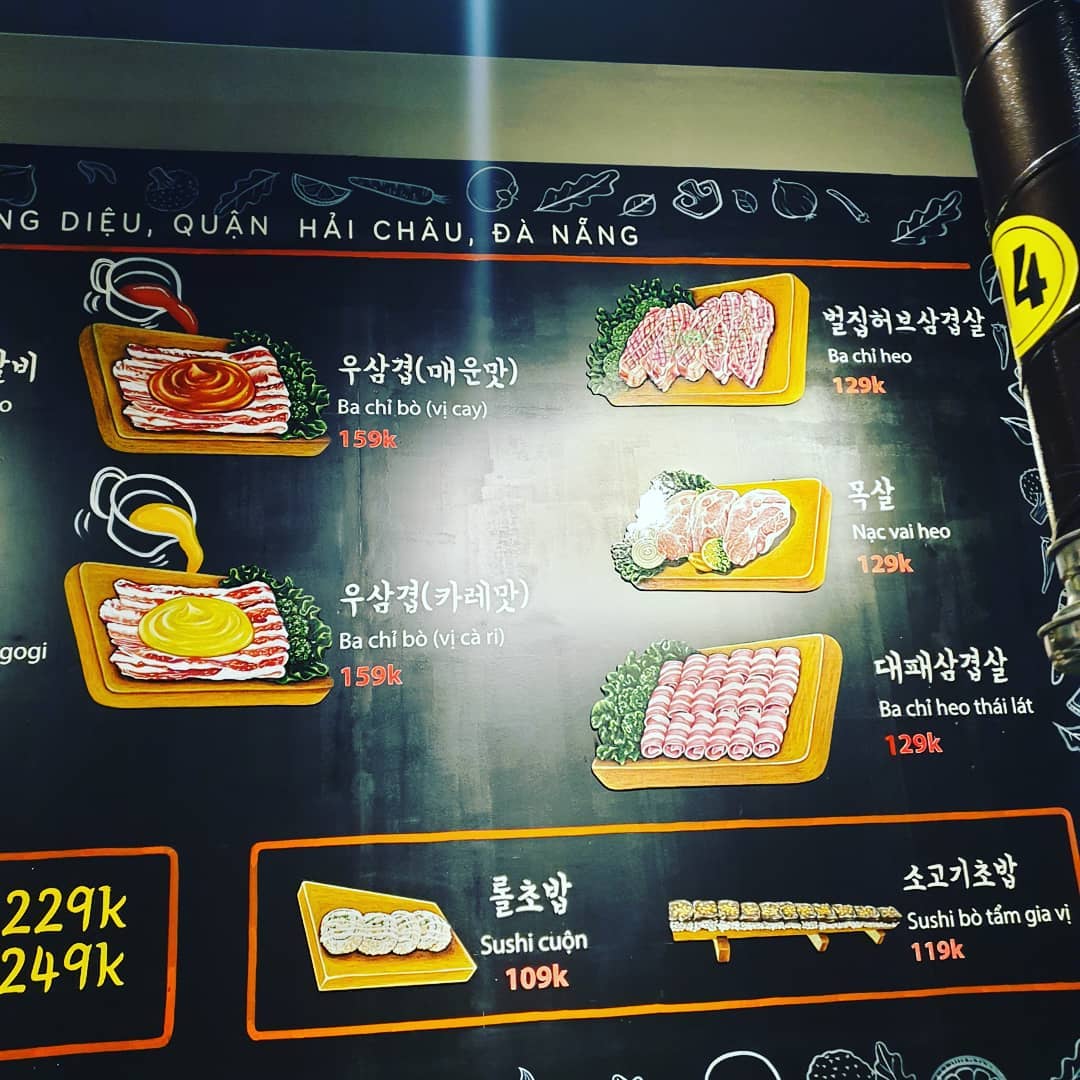 NG DIỆU, QUẬN HẢI CHÂU, ĐÀ NẴNG
4
갈비
o
우삼겹(매운맛)
Ba chỉ bò (vị cay)
159k
벌집허브삼겹살
Ba chỉ heo
129k
목살
Nạc vai heo
129k
gogi
우삼겹(카레맛)
Ba chỉ bò (vị cà ri)
159k
대패삼겹살
Ba chỉ heo thái lát
129k
229k
249k
롤초밥
Sushi cuộn
109k
소고기초밥
Sushi bò tẩm gia vị
119k